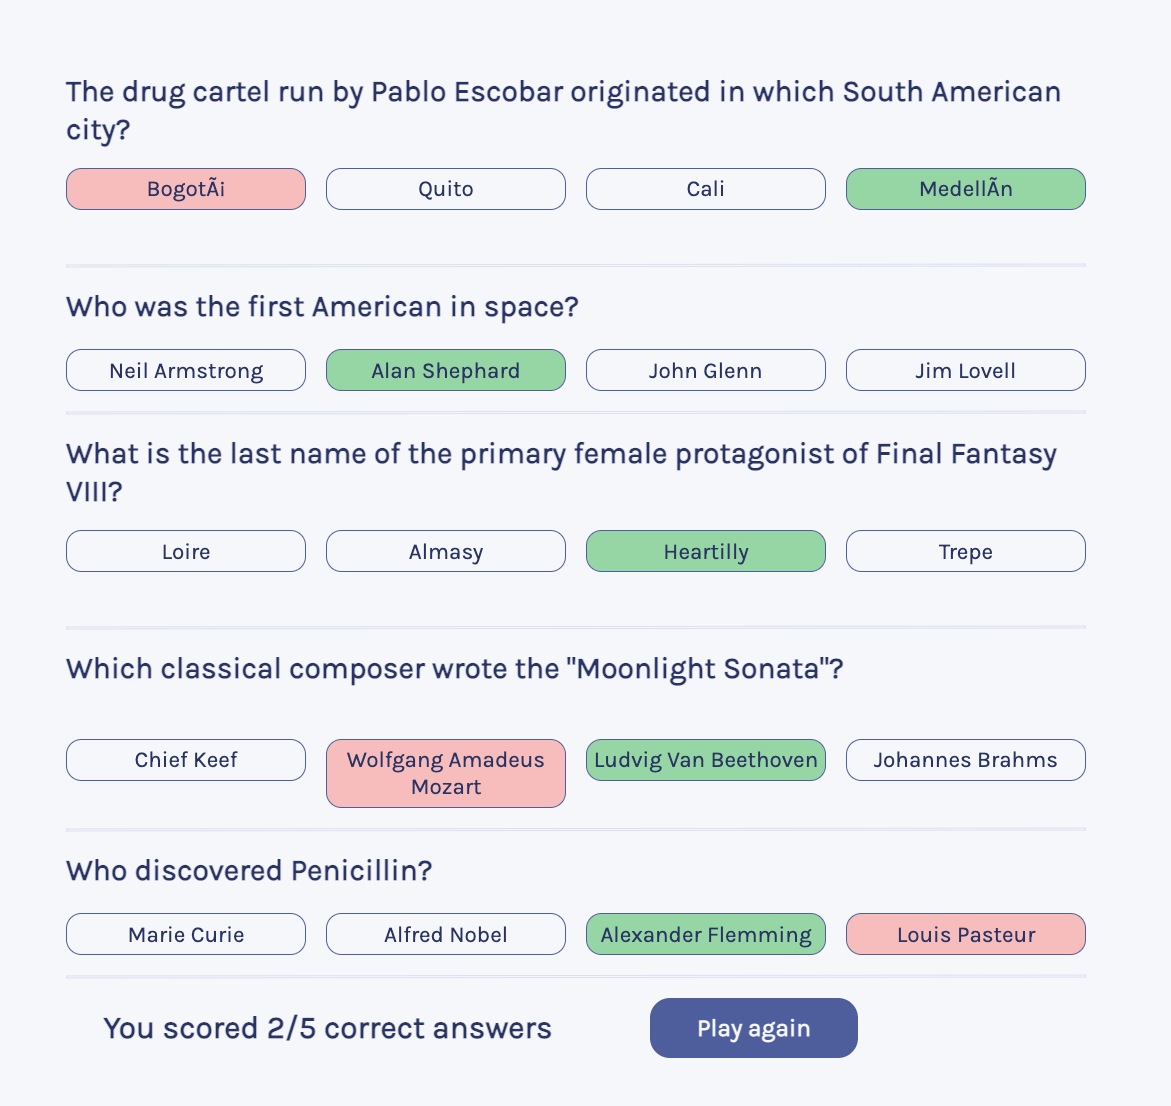 The drug cartel run by Pablo Escobar originated in which South American
city?
BogotÃi Quito Cali MedellÃn
Who was the first American in space?
Neil Armstrong Alan Shephard John Glenn Jim Lovell
What is the last name of the primary female protagonist of Final Fantasy
VIII?
Loire Almasy Heartilly Trepe
Which classical composer wrote the "Moonlight Sonata"?
Chief Keef Wolfgang Amadeus Ludvig Van Beethoven Johannes Brahms
Mozart
Who discovered Penicillin?
Marie Curie Alfred Nobel Alexander Flemming Louis Pasteur
You scored 2/5 correct answers Play again